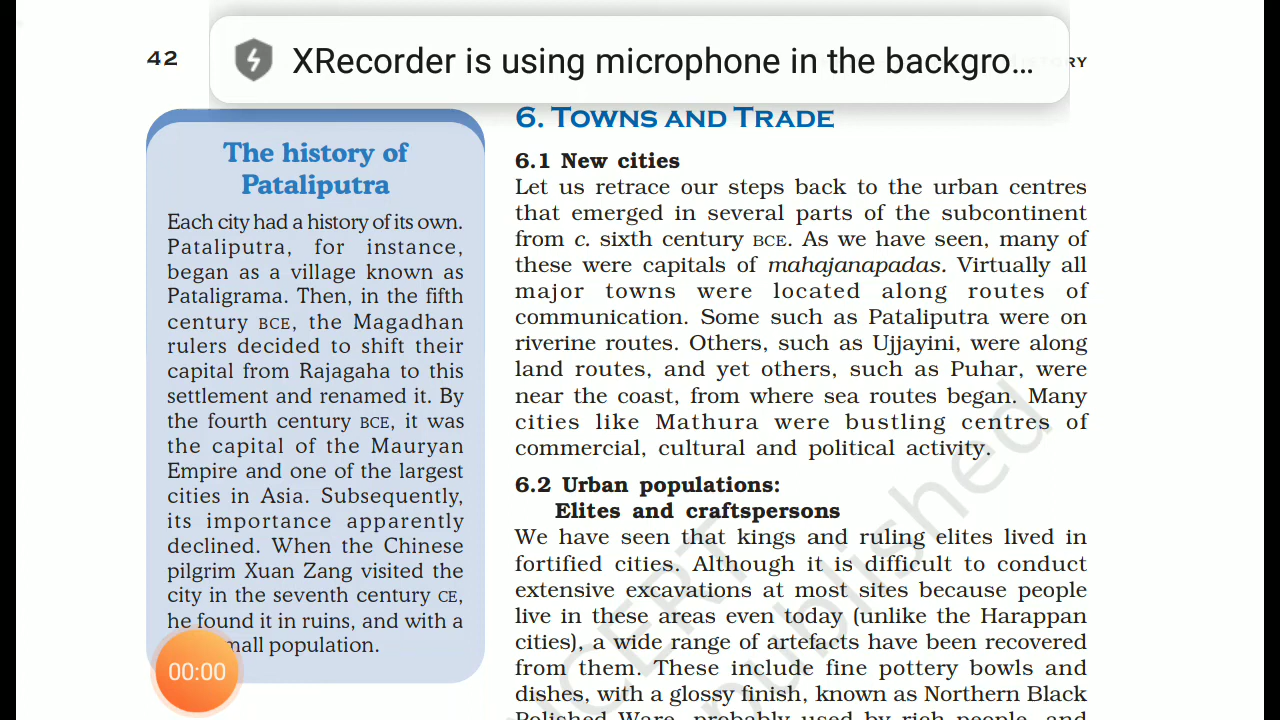 42
XRecorder is using microphone in the backgro...
The history of
Pataliputra
Each city had a history of its own.
Pataliputra, for instance,
began as a village known as
Pataligrama. Then, in the fifth
century BCE, the Magadhan
rulers decided to shift their
capital from Rajagaha to this
settlement and renamed it. By
the fourth century BCE, it was
the capital of the Mauryan
Empire and one of the largest
cities in Asia. Subsequently,
its importance apparently
declined. When the Chinese
pilgrim Xuan Zang visited the
city in the seventh century CE,
he found it in ruins, and with a
population.
00:00
6. TOWNS AND TRADE
6.1 New cities
Let us retrace our steps back to the urban centres
that emerged in several parts of the subcontinent
from c. sixth century BCE. As we have seen, many of
these were capitals of mahajanapadas. Virtually all
major towns were located along routes of
communication. Some such as Pataliputra were on
riverine routes. Others, such as Ujjayini, were along
land routes, and yet others, such as Puhar, were
near the coast, from where sea routes began. Many
cities like Mathura were bustling centres of
commercial, cultural and political activity.
6.2 Urban populations:
Elites and craftspersons
We have seen that kings and ruling elites lived in
fortified cities. Although it is difficult to conduct
extensive excavations at most sites because people
live in these areas even today (unlike the Harappan
cities), a wide range of artefacts have been recovered
from them. These include fine pottery bowls and
dishes, with a glossy finish, known as Northern Black
Polished Ware, probably used by rich people, and
NCERT
published